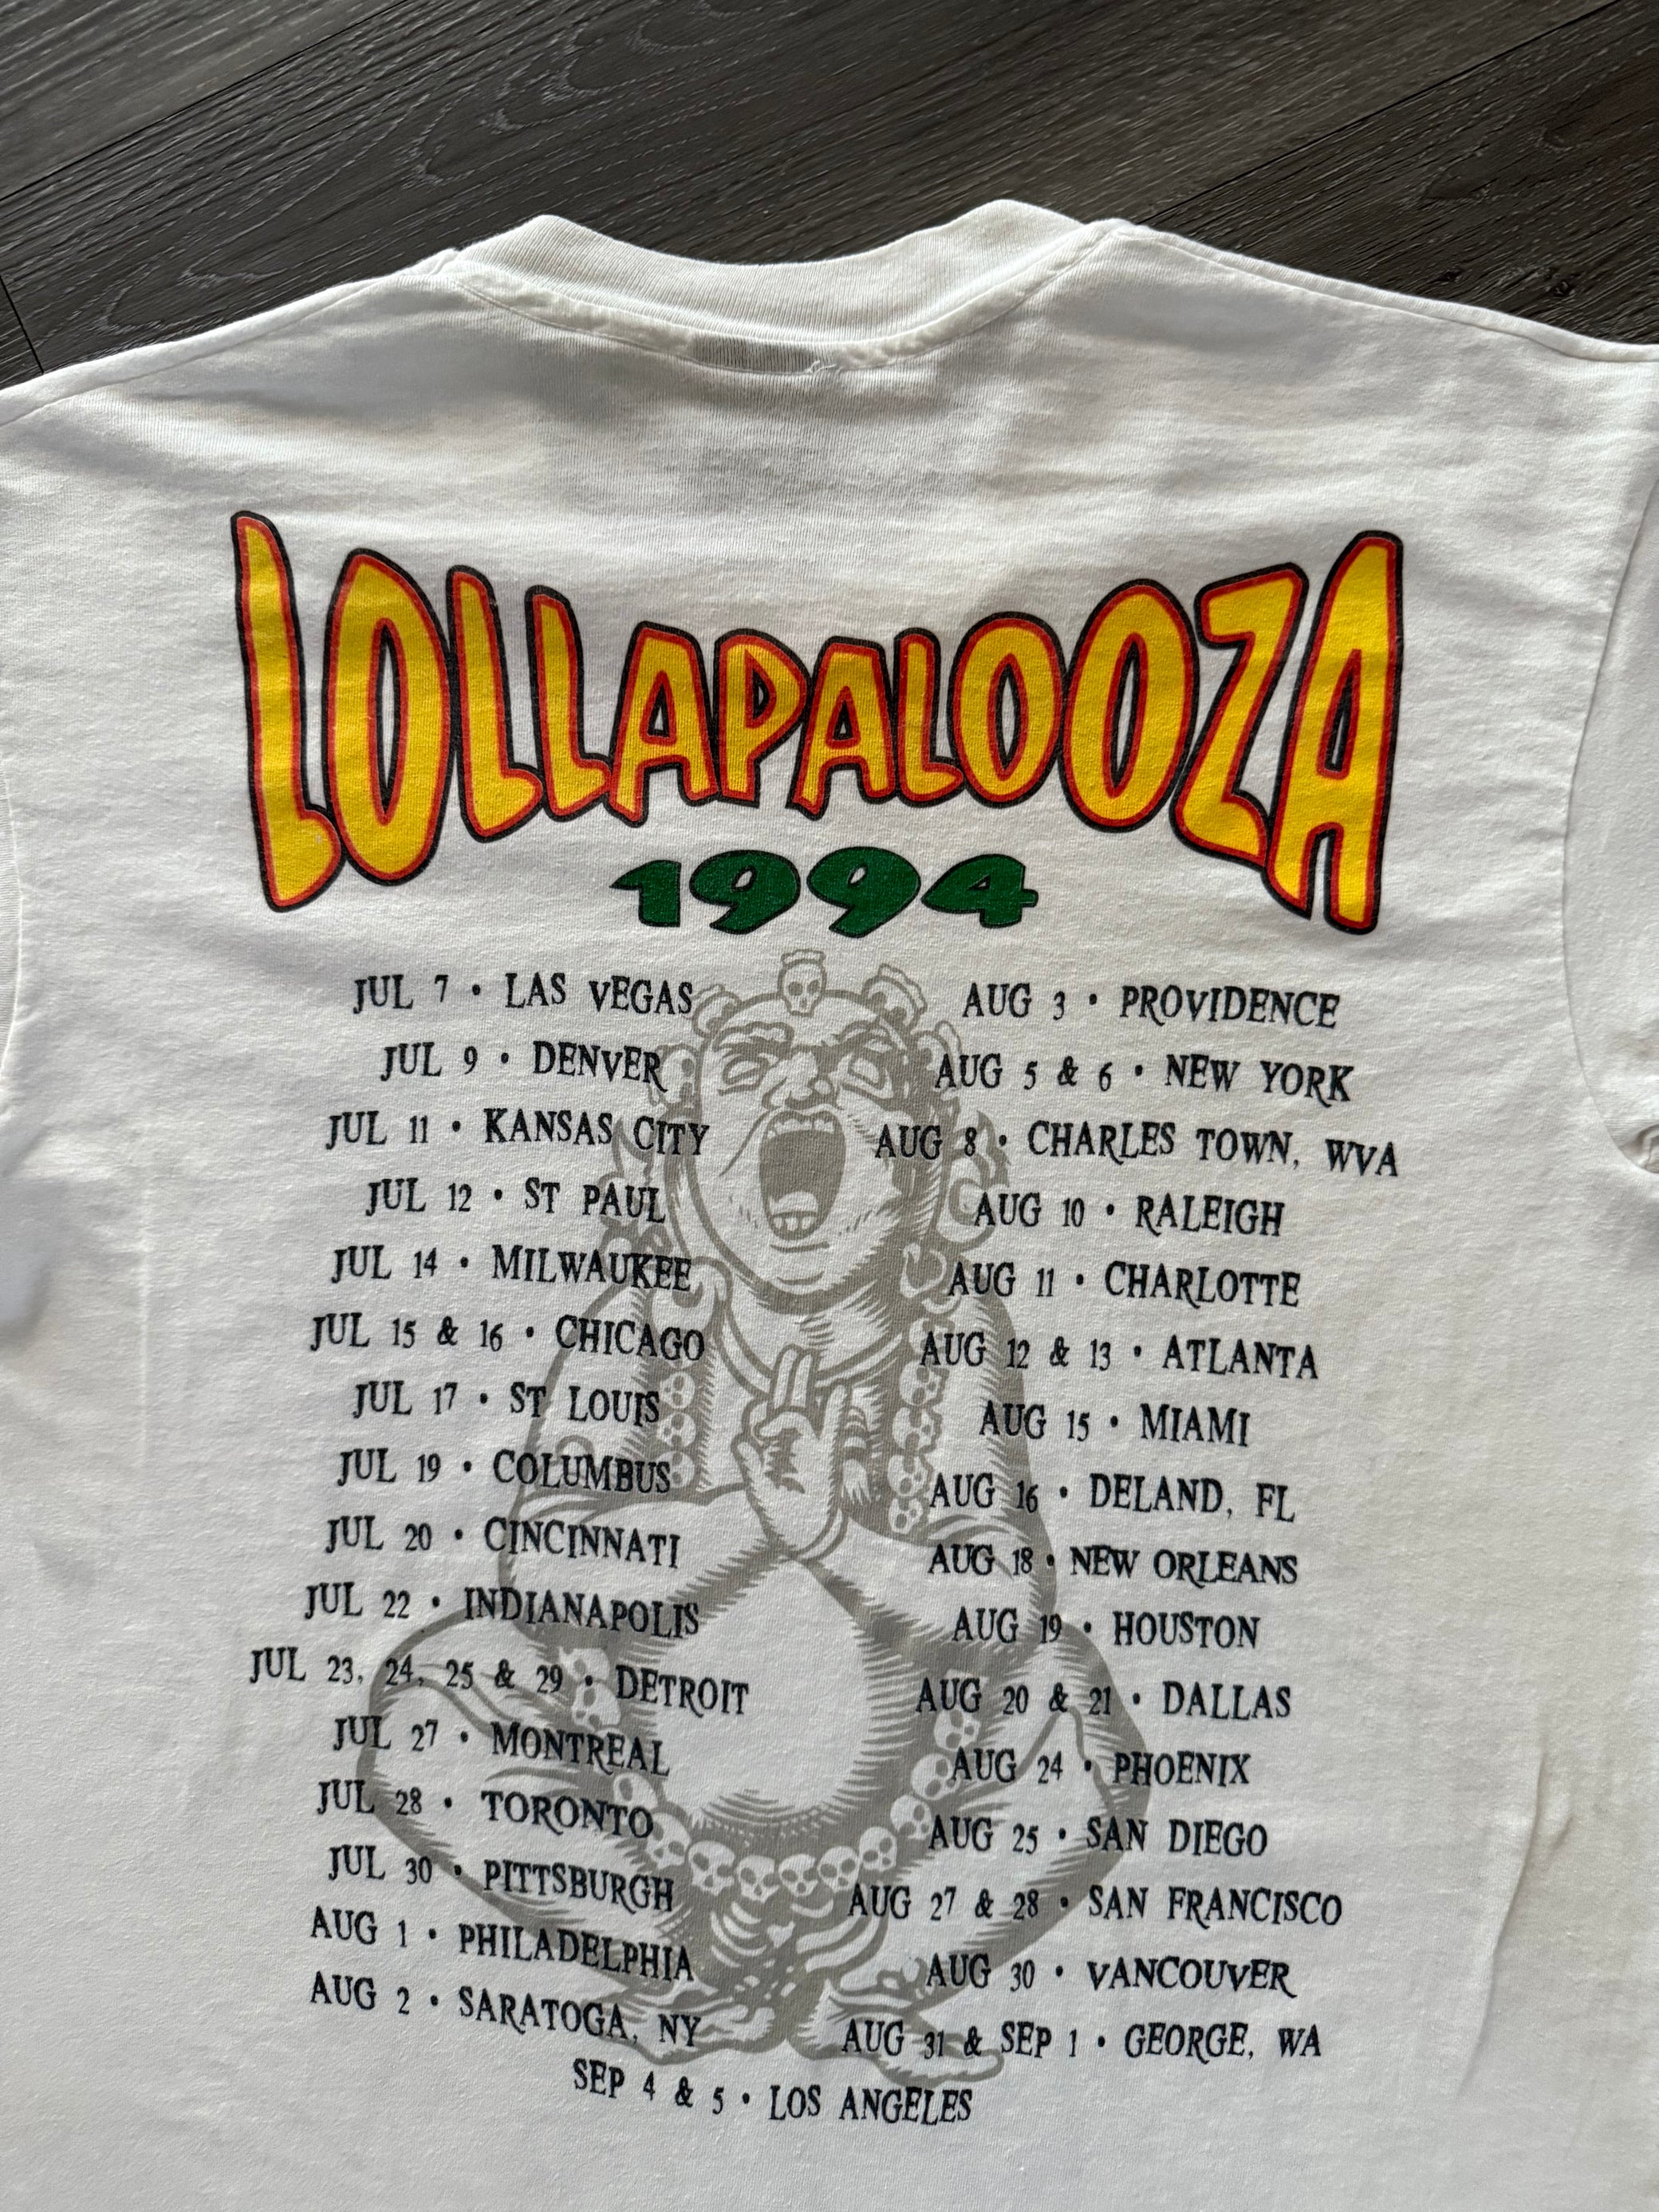 LOLLAPALOOZA
1994
JUL 7 • LAS VEGAS
JUL 9 • DENVER
JUL 11 • KANSAS CITY
JUL 12 • ST PAUL
JUL 14 • MILWAUKEE
JUL 15 & 16 • CHICAGO
JUL 17 • ST LOUIS
JUL 19 • COLUMBUS
JUL 20 • CINCINNATI
JUL 22 • INDIANAPOLIS
JUL 23, 24, 25 & 29 • DETROIT
JUL 27 • MONTREAL
JUL 28 • TORONTO
JUL 30 • PITTSBURGH
AUG 1 • PHILADELPHIA
AUG 2 • SARATOGA, NY
AUG 3 • PROVIDENCE
AUG 5 & 6 • NEW YORK
AUG 8 • CHARLES TOWN, WVA
AUG 10 • RALEIGH
AUG 11 • CHARLOTTE
AUG 12 & 13 • ATLANTA
AUG 15 • MIAMI
AUG 16 • DELAND, FL
AUG 18 • NEW ORLEANS
AUG 19 • HOUSTON
AUG 20 & 21 • DALLAS
AUG 24 • PHOENIX
AUG 25 • SAN DIEGO
AUG 27 & 28 • SAN FRANCISCO
AUG 30 • VANCOUVER
AUG 31 & SEP 1 • GEORGE, WA
SEP 4 & 5 • LOS ANGELES